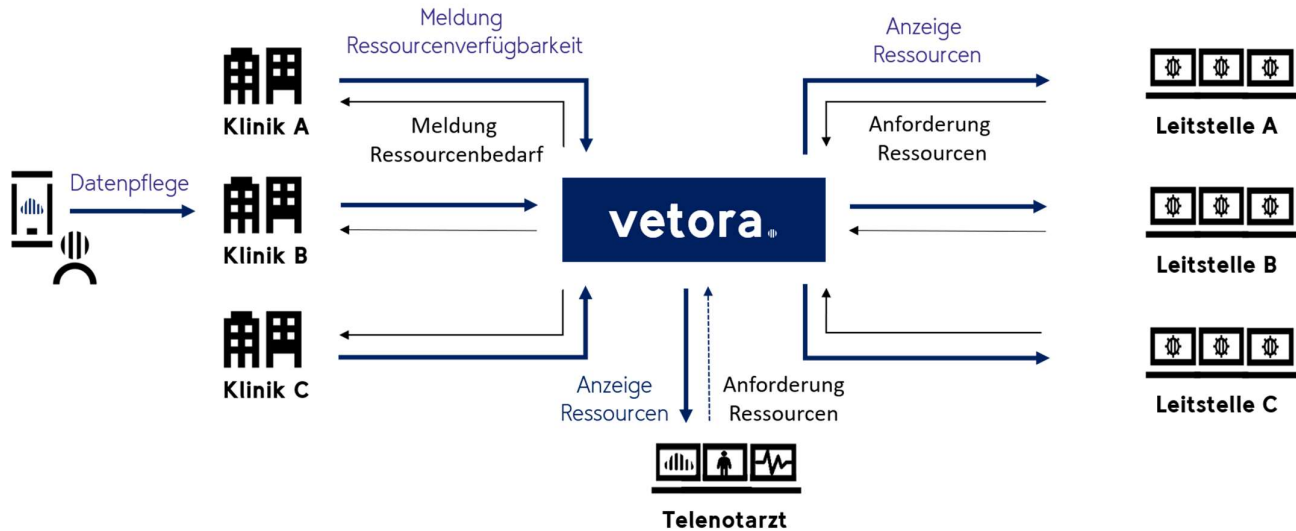 Meldung
Ressourcenverfügbarkeit
Anzeige
Ressourcen
Klinik A
Meldung
Ressourcenbedarf
Anforderung
Ressourcen
Leitstelle A
Datenpflege
Klinik B
vetora.
Leitstelle B
Klinik C
Anzeige
Ressourcen
Anforderung
Ressourcen
Leitstelle C
Telenotarzt